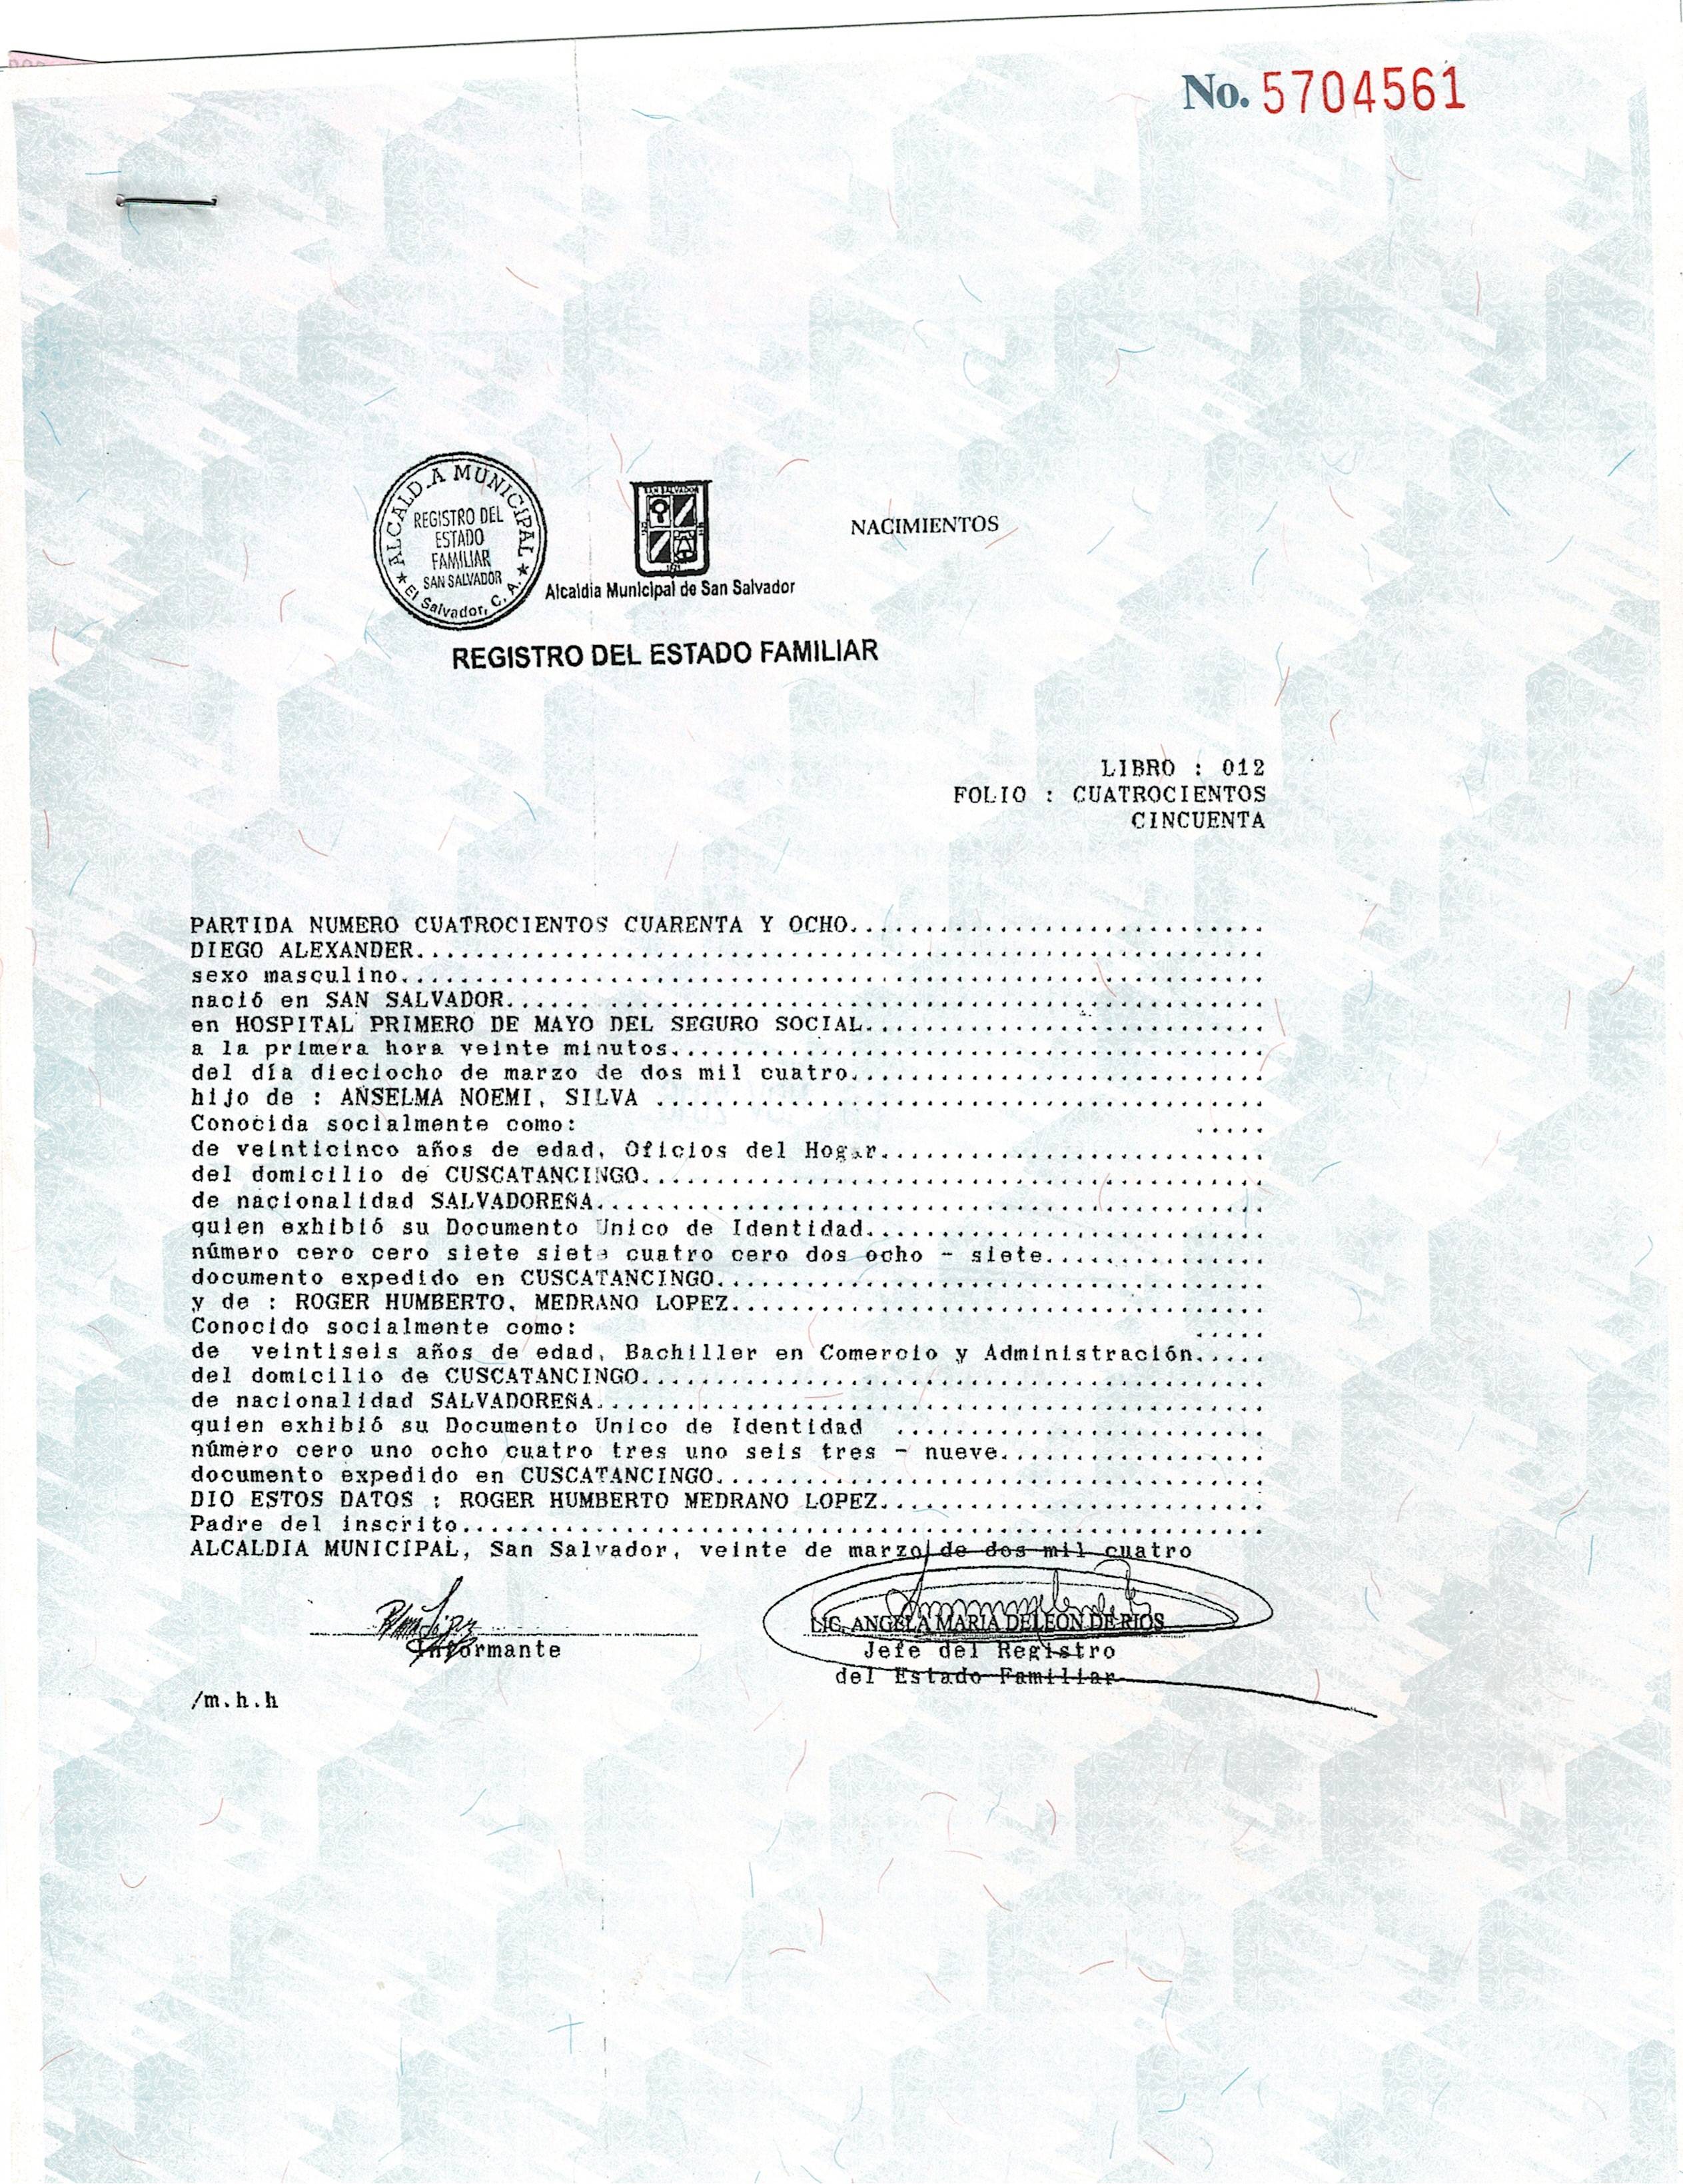 No. 5704561
ALCALDIA MUNICIPAL
REGISTRO DEL
ESTADO
FAMILIAR
SAN SALVADOR
★ El Salvador, C. A. ★
SAN SALVADOR
NACIMIENTOS
Alcaldia Municipal de San Salvador
REGISTRO DEL ESTADO FAMILIAR
LIBRO : 012
FOLIO : CUATROCIENTOS
CINCUENTA
PARTIDA NUMERO CUATROCIENTOS CUARENTA Y OCHO............................
DIEGO ALEXANDER.........................................................
sexo masculino..........................................................
nació en SAN SALVADOR...................................................
en HOSPITAL PRIMERO DE MAYO DEL SEGURO SOCIAL...........................
a la primera hora veinte minutos........................................
del día dieciocho de marzo de dos mil cuatro............................
hijo de : ANSELMA NOEMI, SILVA .........................................
Conocida socialmente como: .....
de veinticinco años de edad, Oficios del Hogar..........................
del domicilio de CUSCATANCINGO..........................................
de nacionalidad SALVADOREÑA.............................................
quien exhibió su Documento Unico de Identidad...........................
número cero cero siete siete cuatro cero dos ocho - siete...............
documento expedido en CUSCATANCINGO.....................................
y de : ROGER HUMBERTO, MEDRANO LOPEZ....................................
Conocido socialmente como: .....
de  veintiseis años de edad, Bachiller en Comercio y Administración.....
del domicilio de CUSCATANCINGO..........................................
de nacionalidad SALVADOREÑA.............................................
quien exhibió su Documento Unico de Identidad  .........................
número cero uno ocho cuatro tres uno seis tres - nueve..................
documento expedido en CUSCATANCINGO.....................................
DIO ESTOS DATOS : ROGER HUMBERTO MEDRANO LOPEZ..........................
Padre del inscrito......................................................
ALCALDIA MUNICIPAL, San Salvador, veinte de marzo de dos mil cuatro
LIC. ANGELA MARIA DELEON DE RIOS
Informante Jefe del Registro
del Estado Familiar
/m.h.h